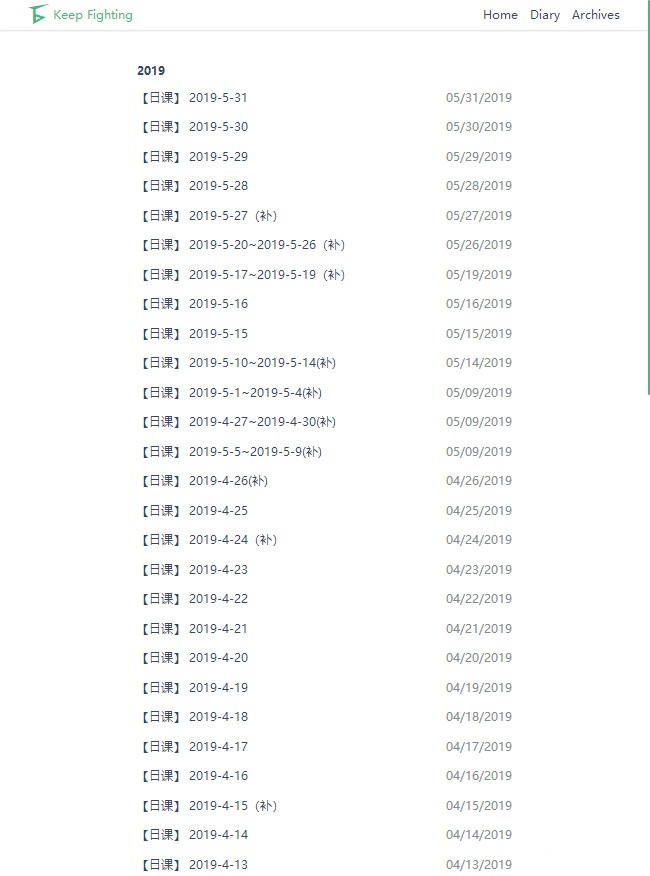 Keep Fighting Home Diary Archives
2019
【日课】 2019-5-31 05/31/2019
【日课】 2019-5-30 05/30/2019
【日课】 2019-5-29 05/29/2019
【日课】 2019-5-28 05/28/2019
【日课】 2019-5-27（补） 05/27/2019
【日课】 2019-5-20~2019-5-26（补） 05/26/2019
【日课】 2019-5-17~2019-5-19（补） 05/19/2019
【日课】 2019-5-16 05/16/2019
【日课】 2019-5-15 05/15/2019
【日课】 2019-5-10~2019-5-14(补) 05/14/2019
【日课】 2019-5-1~2019-5-4(补) 05/09/2019
【日课】 2019-4-27~2019-4-30(补) 05/09/2019
【日课】 2019-5-5~2019-5-9(补) 05/09/2019
【日课】 2019-4-26(补) 04/26/2019
【日课】 2019-4-25 04/25/2019
【日课】 2019-4-24（补） 04/24/2019
【日课】 2019-4-23 04/23/2019
【日课】 2019-4-22 04/22/2019
【日课】 2019-4-21 04/21/2019
【日课】 2019-4-20 04/20/2019
【日课】 2019-4-19 04/19/2019
【日课】 2019-4-18 04/18/2019
【日课】 2019-4-17 04/17/2019
【日课】 2019-4-16 04/16/2019
【日课】 2019-4-15（补） 04/15/2019
【日课】 2019-4-14 04/14/2019
【日课】 2019-4-13 04/13/2019